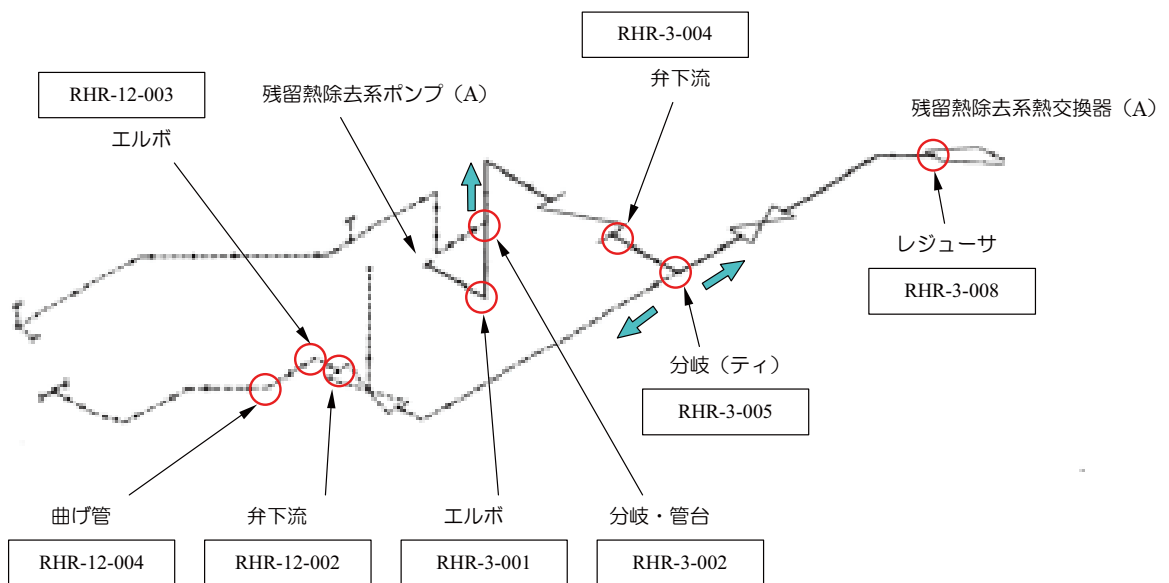 RHR-3-004
弁下流
RHR-12-003
エルボ
残留熱除去系ポンプ（A）
残留熱除去系熱交換器（A）
レジューサ
RHR-3-008
分岐（ティ）
RHR-3-005
曲げ管
RHR-12-004
弁下流
RHR-12-002
エルボ
RHR-3-001
分岐・管台
RHR-3-002